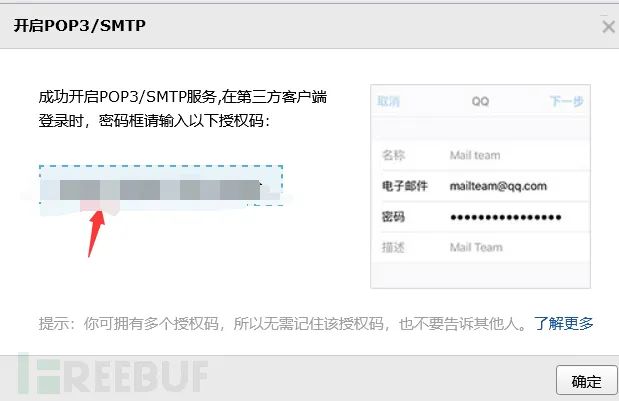 开启POP3/SMTP
成功开启POP3/SMTP服务,在第三方客户端
登录时，密码框请输入以下授权码：
取消 QQ 下一步
名称 Mail team
电子邮件 mailteam@qq.com
密码 ••••••••••••••••
描述 Mail Team
提示：你可拥有多个授权码，所以无需记住该授权码，也不要告诉其他人。了解更多
FREEBUF
确定